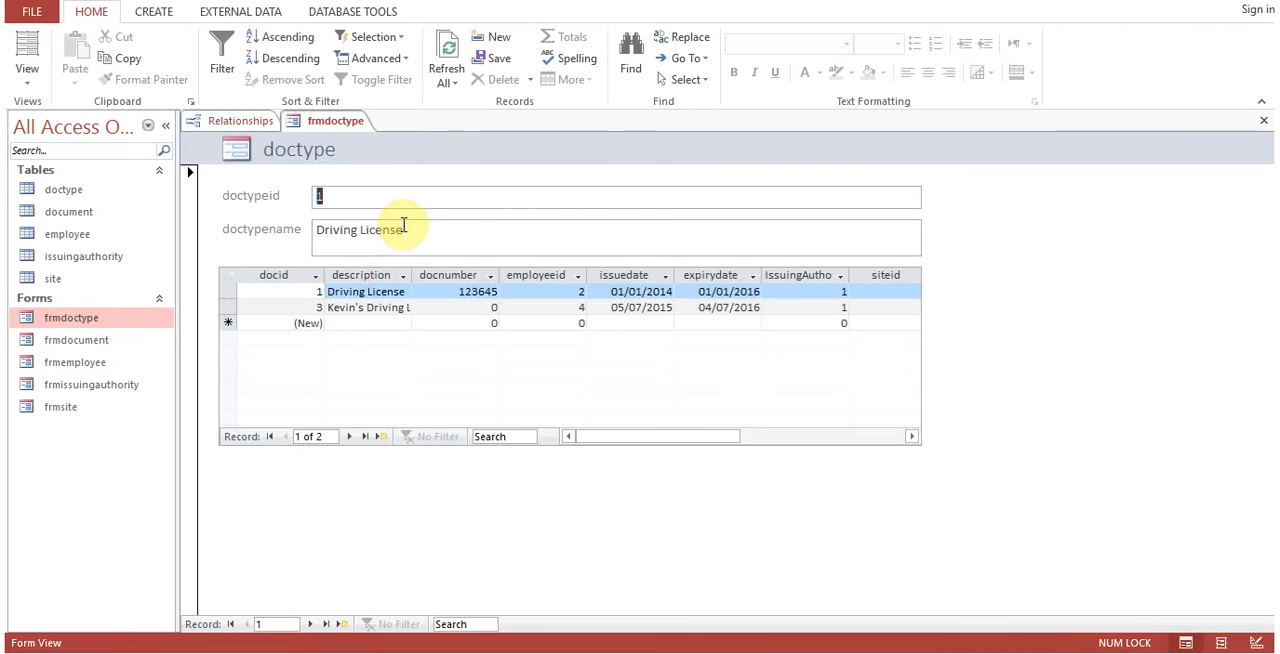 FILE HOME CREATE EXTERNAL DATA DATABASE TOOLS Sign in
View
Views
Paste
Cut
Copy
Format Painter
Clipboard
Filter
Ascending
Descending
Remove Sort
Selection
Advanced
Toggle Filter
Sort & Filter
Refresh
All
New
Save
Delete
Totals
Spelling
More
Records
Find
Replace
Go To
Select
Find
B I U A
Text Formatting
All Access O...
Search...
Tables
doctype
document
employee
issuingauthority
site
Forms
frmdoctype
frmdocument
frmemployee
frmissuingauthority
frmsite
Relationships frmdoctype
doctype
doctypeid 1
doctypename Driving License
docid description docnumber employeeid issuedate expirydate IssuingAutho siteid
1 Driving License 123645 2 01/01/2014 01/01/2016 1
3 Kevin's Driving L 0 4 05/07/2015 04/07/2016 1
(New) 0 0 0
Record: 1 of 2 No Filter Search
Record: 1 No Filter Search
Form View NUM LOCK